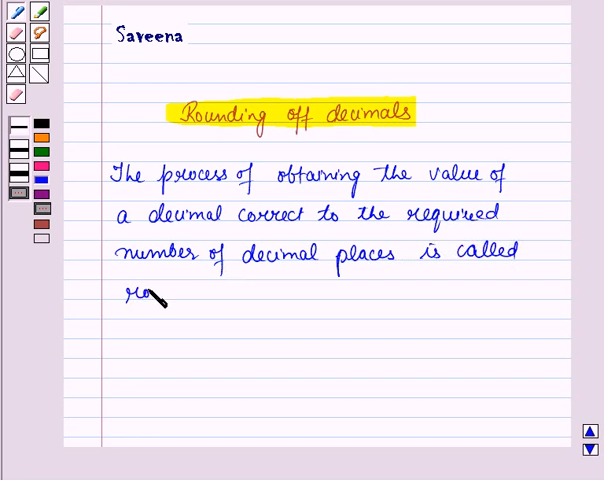 Saveena
Rounding off decimals
The process of obtaining the value of
a decimal correct to the required
number of decimal places is called
ro